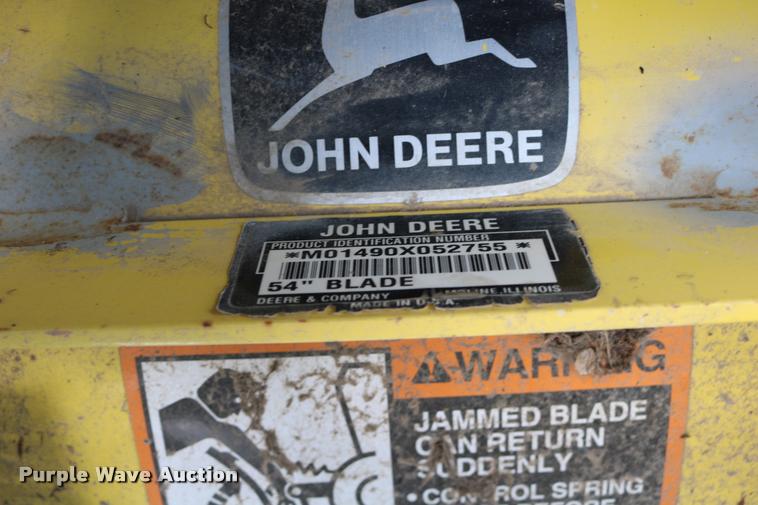 JOHN DEERE
JOHN DEERE
PRODUCT IDENTIFICATION NUMBER
*M01490X052755*
54" BLADE
DEERE & COMPANY MOLINE, ILLINOIS
MADE IN U.S.A.
WARNING
JAMMED BLADE
CAN RETURN
SUDDENLY
• CONTROL SPRING
Purple Wave Auction